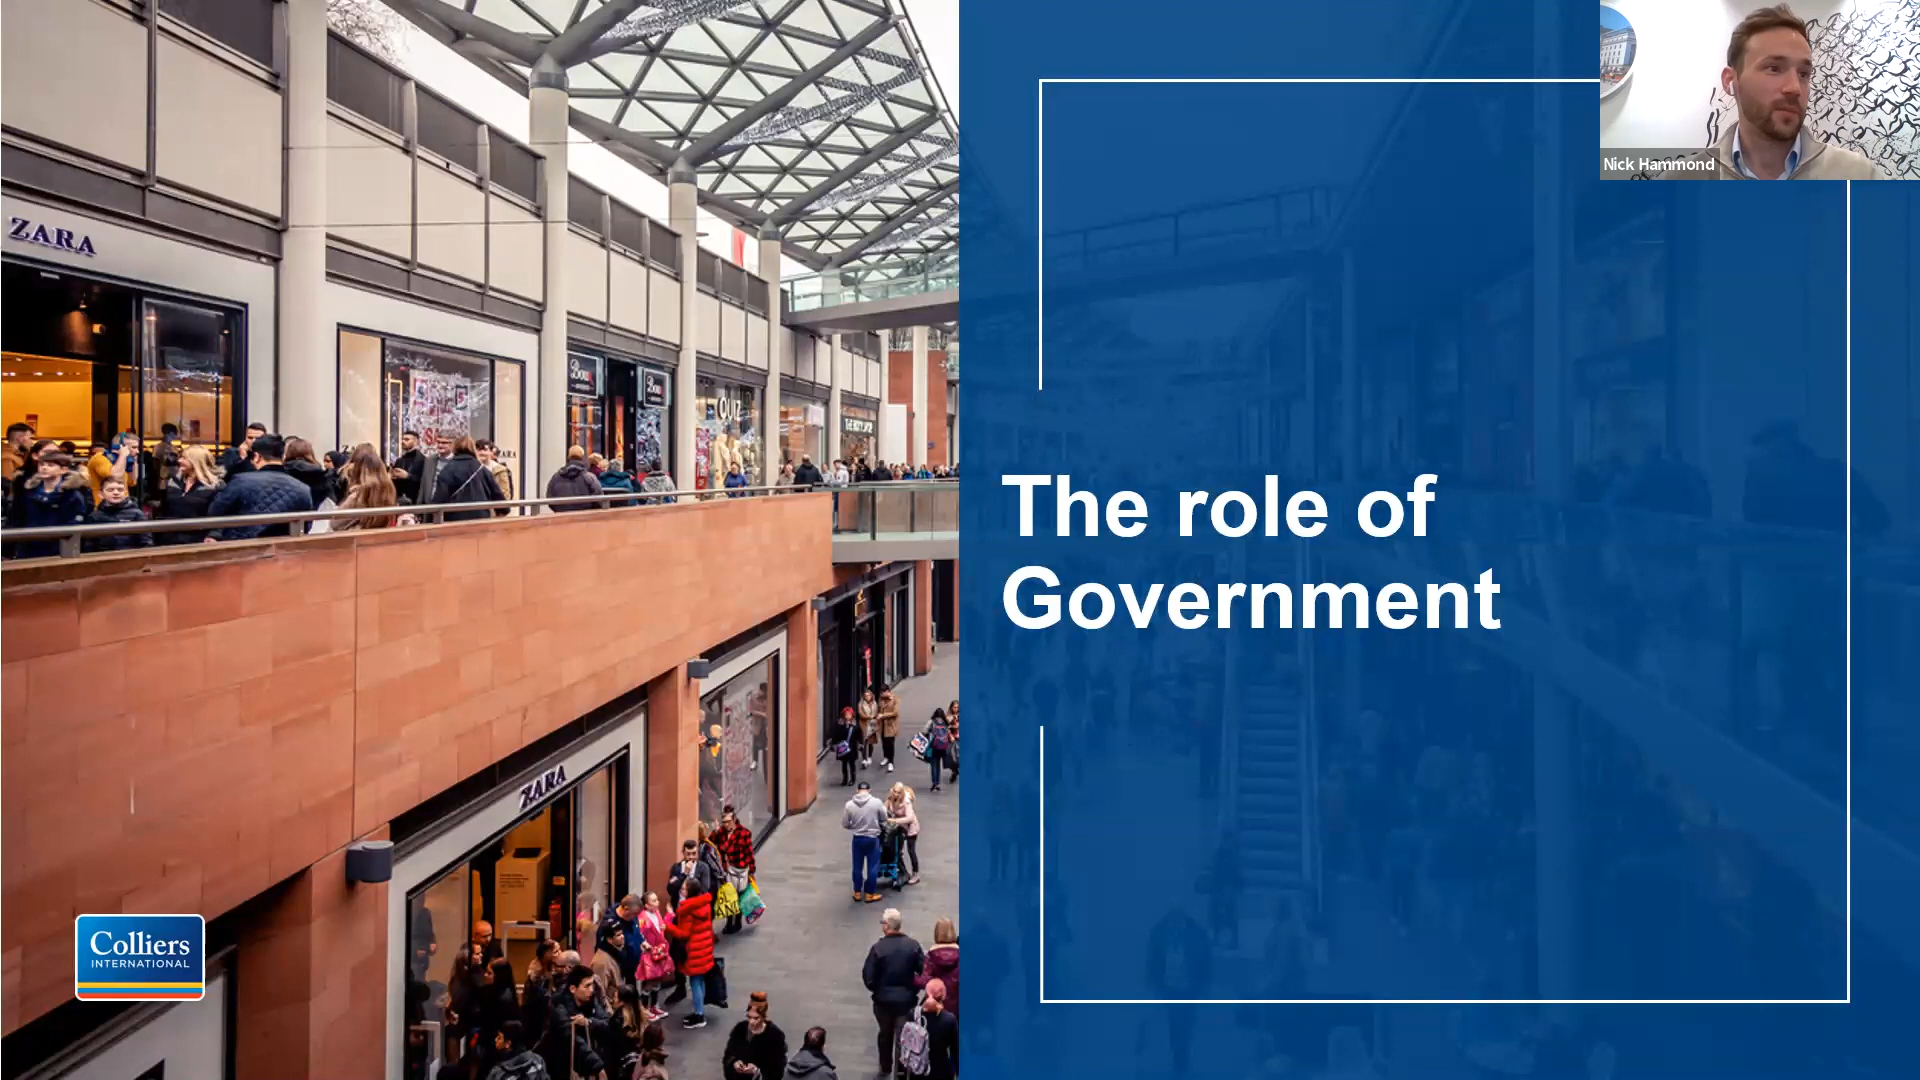 Nick Hammond
ZARA
QUIZ
ZARA
The role of
Government
Colliers
INTERNATIONAL